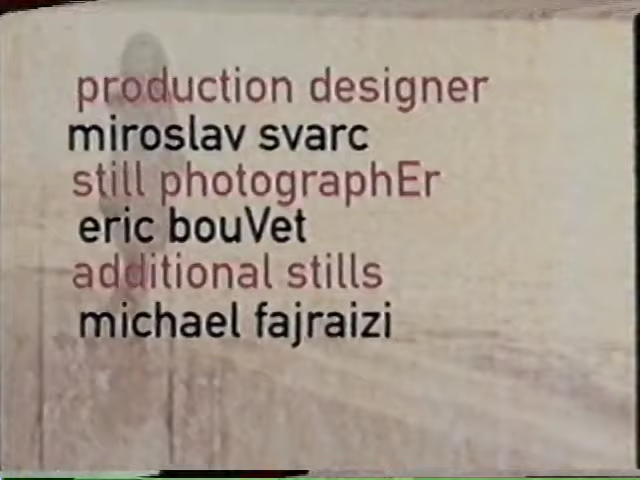 production designer
miroslav svarc
still photographEr
eric bouVet
additional stills
michael fajraizi